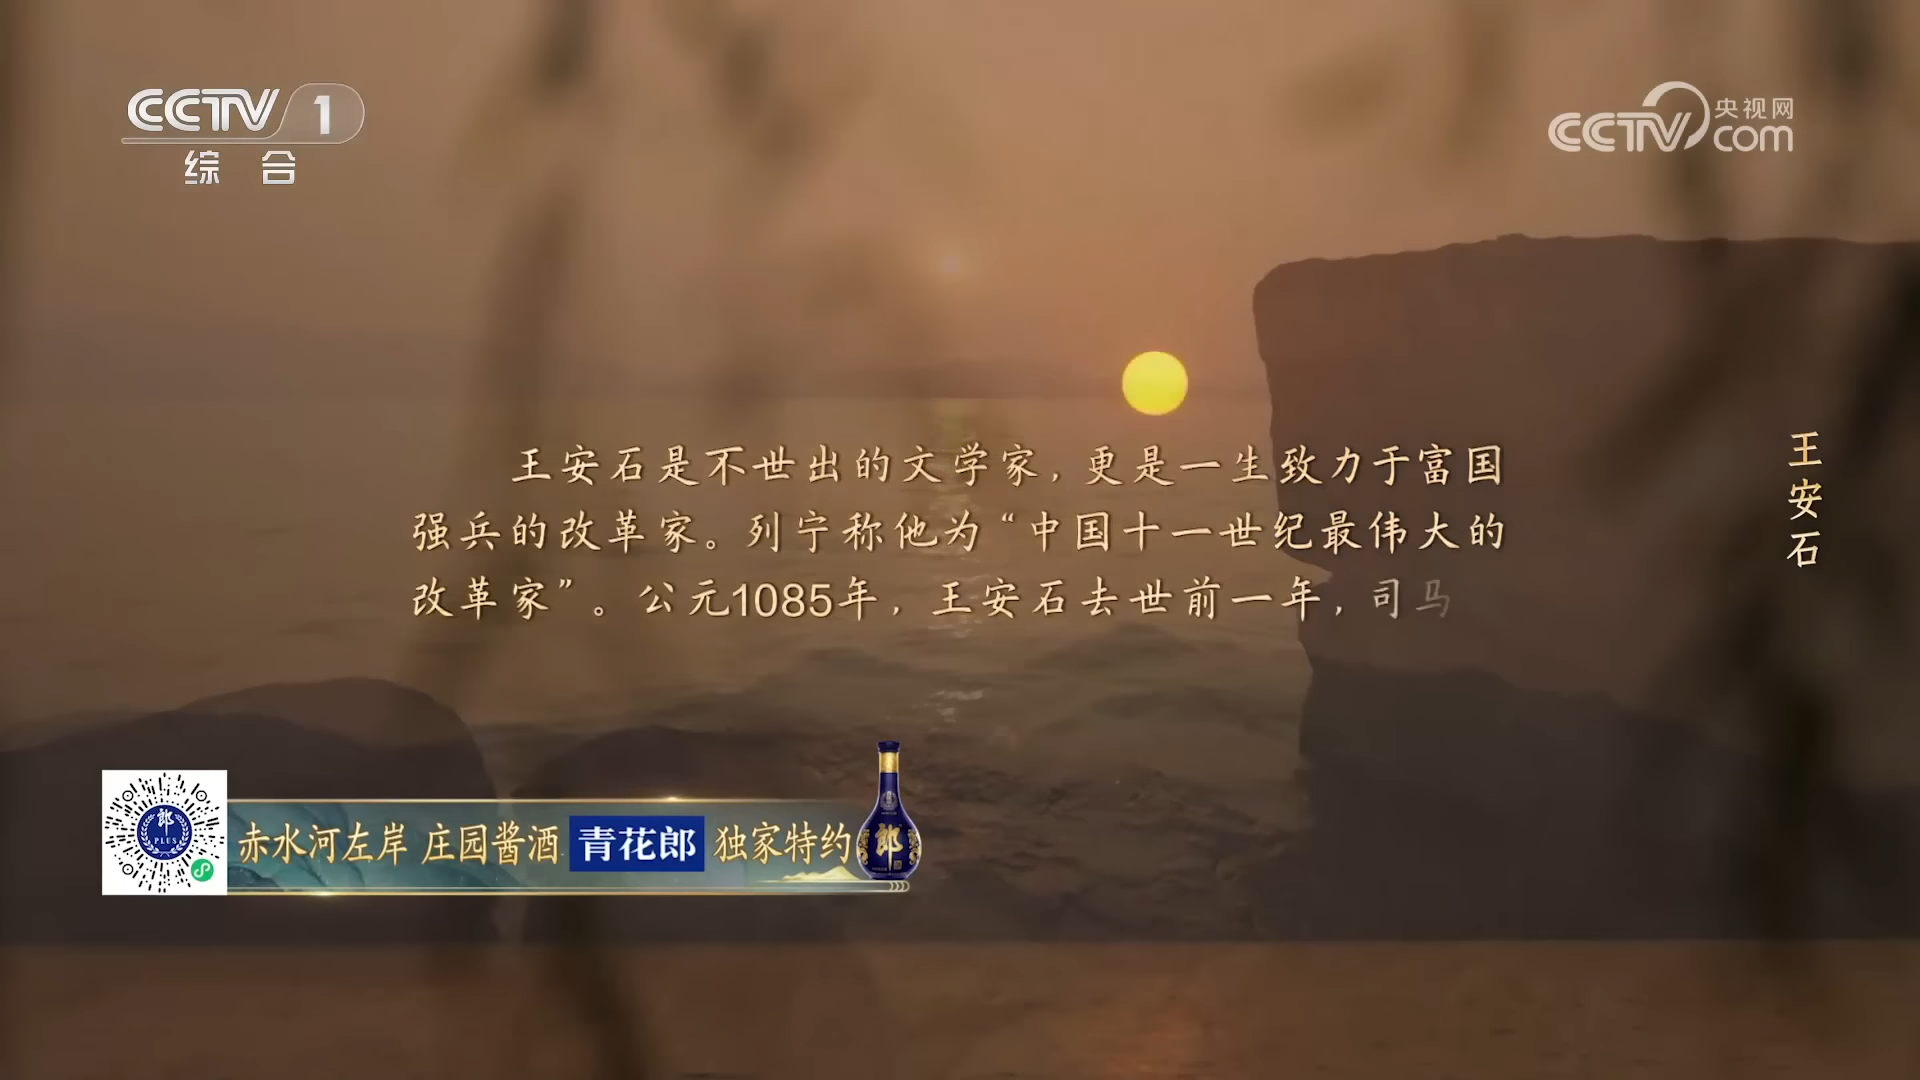 CCTV 1
综 合
央视网
CCTV.com
王安石是不世出的文学家，更是一生致力于富国
强兵的改革家。列宁称他为“中国十一世纪最伟大的
改革家”。公元1085年，王安石去世前一年，司马
王安石
郎
PLUS
赤水河左岸 庄园酱酒 青花郎 独家特约
郎